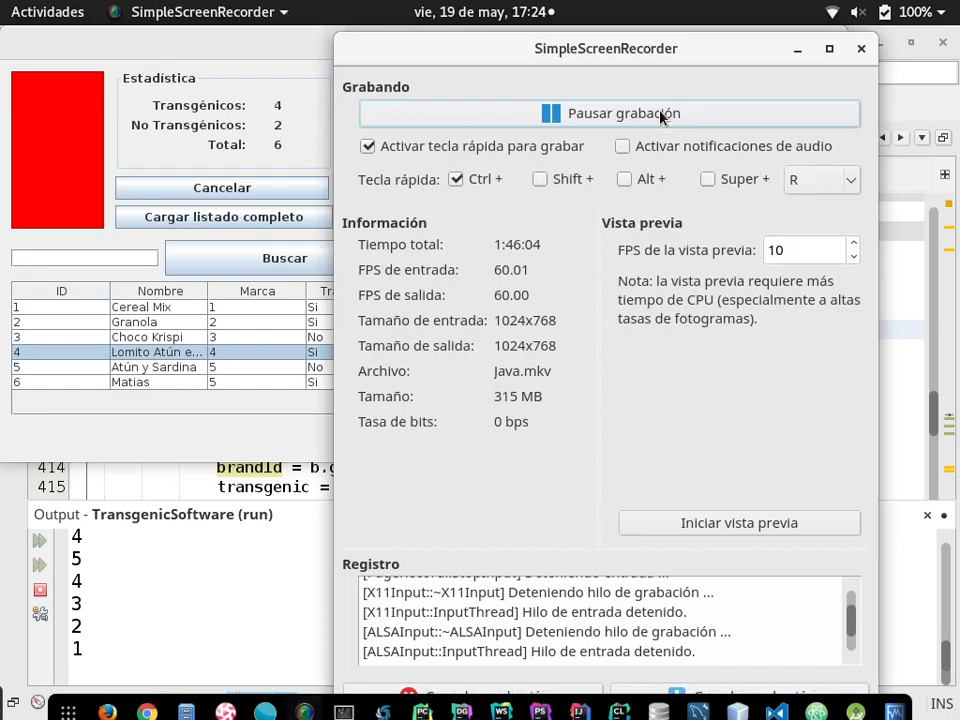 Actividades
SimpleScreenRecorder
vie, 19 de may, 17:24
100%
SimpleScreenRecorder
Estadística
Transgénicos: 4
No Transgénicos: 2
Total: 6
Cancelar
Cargar listado completo
Buscar
ID Nombre Marca
1 Cereal Mix 1 Si
2 Granola 2 Si
3 Choco Krispi 3 No
4 Lomito Atún e... 4 Si
5 Atún y Sardina 5 No
6 Matias 5 Si
Grabando
Pausar grabación
Activar tecla rápida para grabar
Activar notificaciones de audio
Tecla rápida: Ctrl + Shift + Alt + Super + R
Información
Tiempo total: 1:46:04
FPS de entrada: 60.01
FPS de salida: 60.00
Tamaño de entrada: 1024x768
Tamaño de salida: 1024x768
Archivo: Java.mkv
Tamaño: 315 MB
Tasa de bits: 0 bps
Vista previa
FPS de la vista previa: 10
Nota: la vista previa requiere más
tiempo de CPU (especialmente a altas
tasas de fotogramas).
Iniciar vista previa
Registro
[X11Input::~X11Input] Deteniendo hilo de grabación ...
[X11Input::InputThread] Hilo de entrada detenido.
[ALSAInput::~ALSAInput] Deteniendo hilo de grabación ...
[ALSAInput::InputThread] Hilo de entrada detenido.
414 brandId = b.g
415 transgenic =
Output - TransgenicSoftware (run)
4
5
4
3
2
1
PC
DG
WS
PS
INS